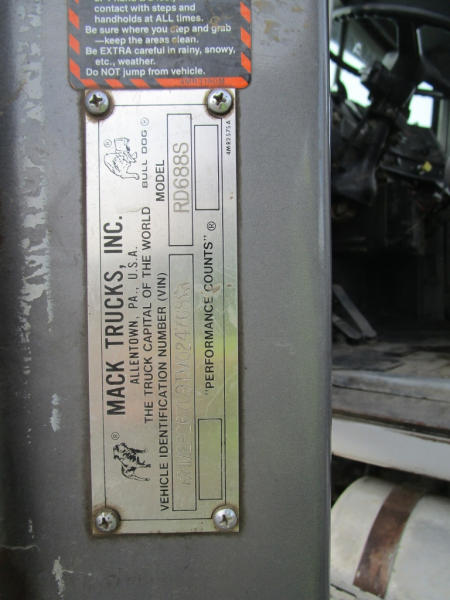 contact with steps and
handholds at ALL times.
Be sure where you step and grab
—keep the areas clean.
Be EXTRA careful in rainy, snowy,
etc., weather.
Do NOT jump from vehicle.
MACK TRUCKS, INC.
ALLENTOWN, PA., U.S.A.
THE TRUCK CAPITAL OF THE WORLD
VEHICLE IDENTIFICATION NUMBER (VIN)
BULL DOG®
MODEL
RD688S
"PERFORMANCE COUNTS"®